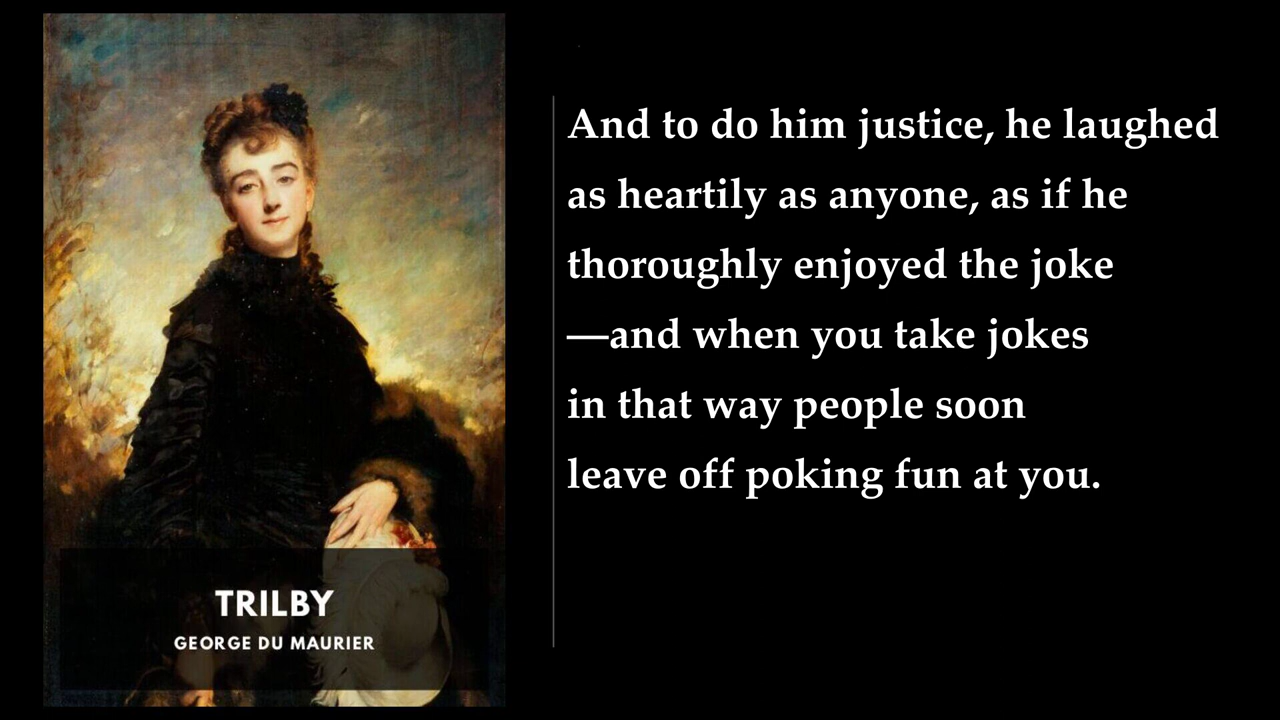 TRILBY
GEORGE DU MAURIER
And to do him justice, he laughed
as heartily as anyone, as if he
thoroughly enjoyed the joke
—and when you take jokes
in that way people soon
leave off poking fun at you.